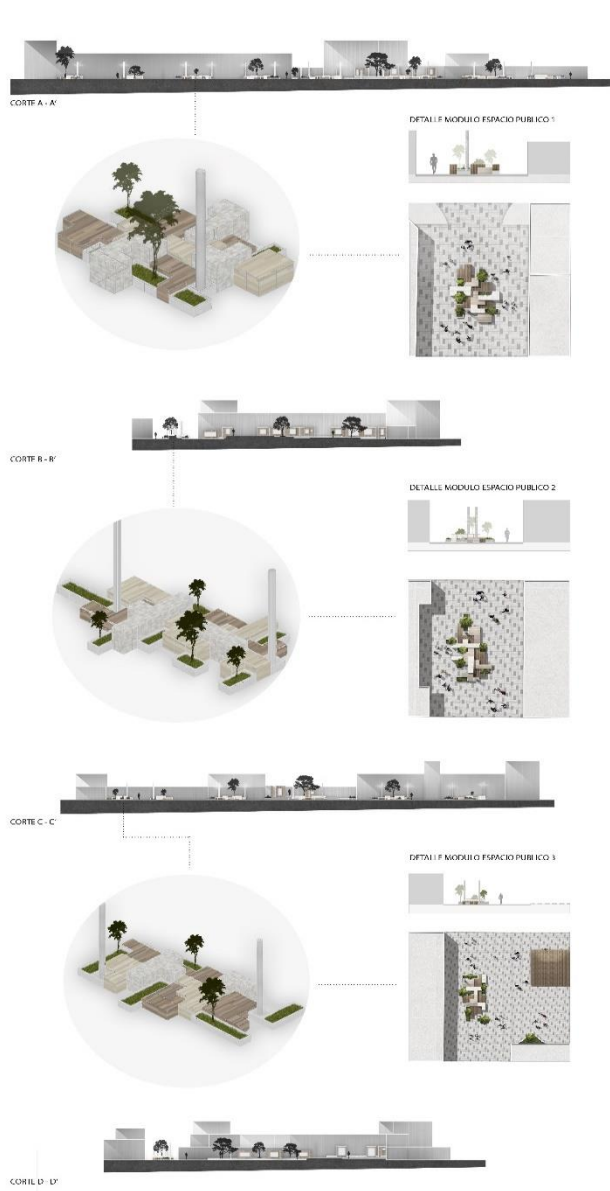 CORTE A - A'
DETALLE MODULO ESPACIO PUBLICO 1
CORTE B - B'
DETALLE MODULO ESPACIO PUBLICO 2
CORTE C - C'
DETALLE MODULO ESPACIO PUBLICO 3
CORTE D - D'